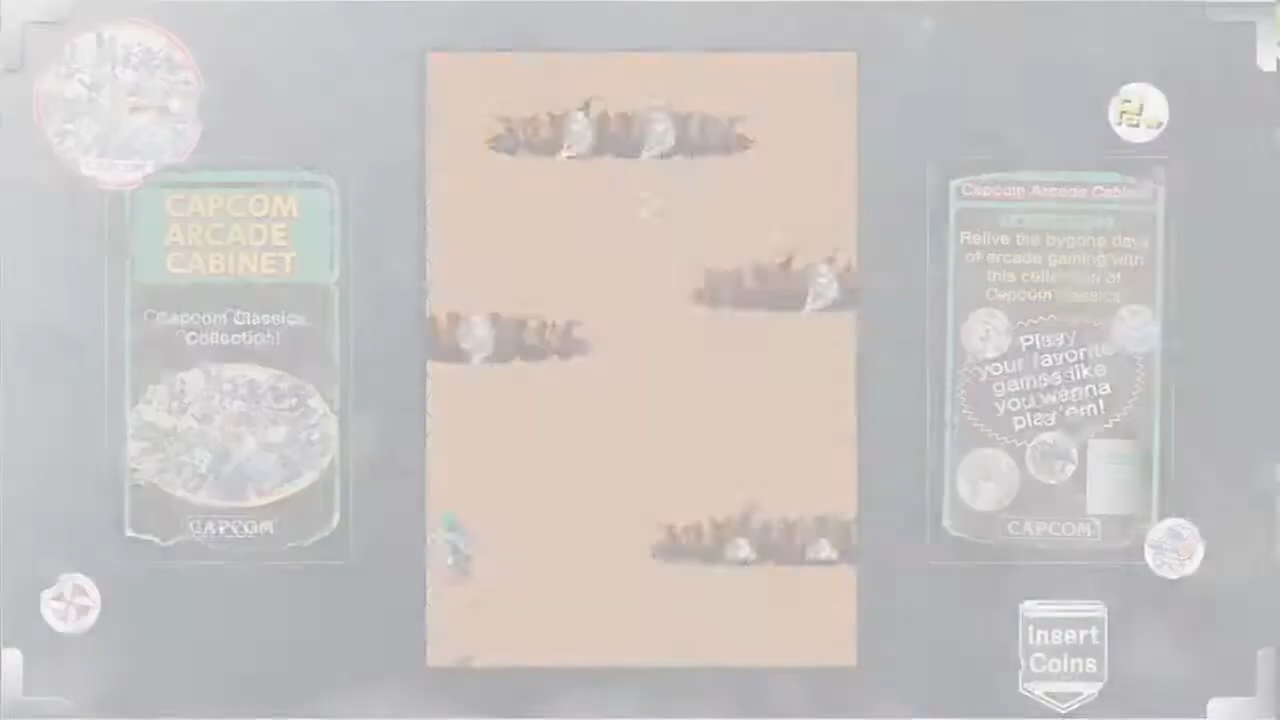 CAPCOM
ARCADE
CABINET
Capcom Classics
Collection!
CAPCOM
Capcom Arcade Cabinet
Relive the bygone days
of arcade gaming with
this collection of
Capcom classics
Play
your favorite
games like
you wanna
play 'em!
CAPCOM
Insert
Coins